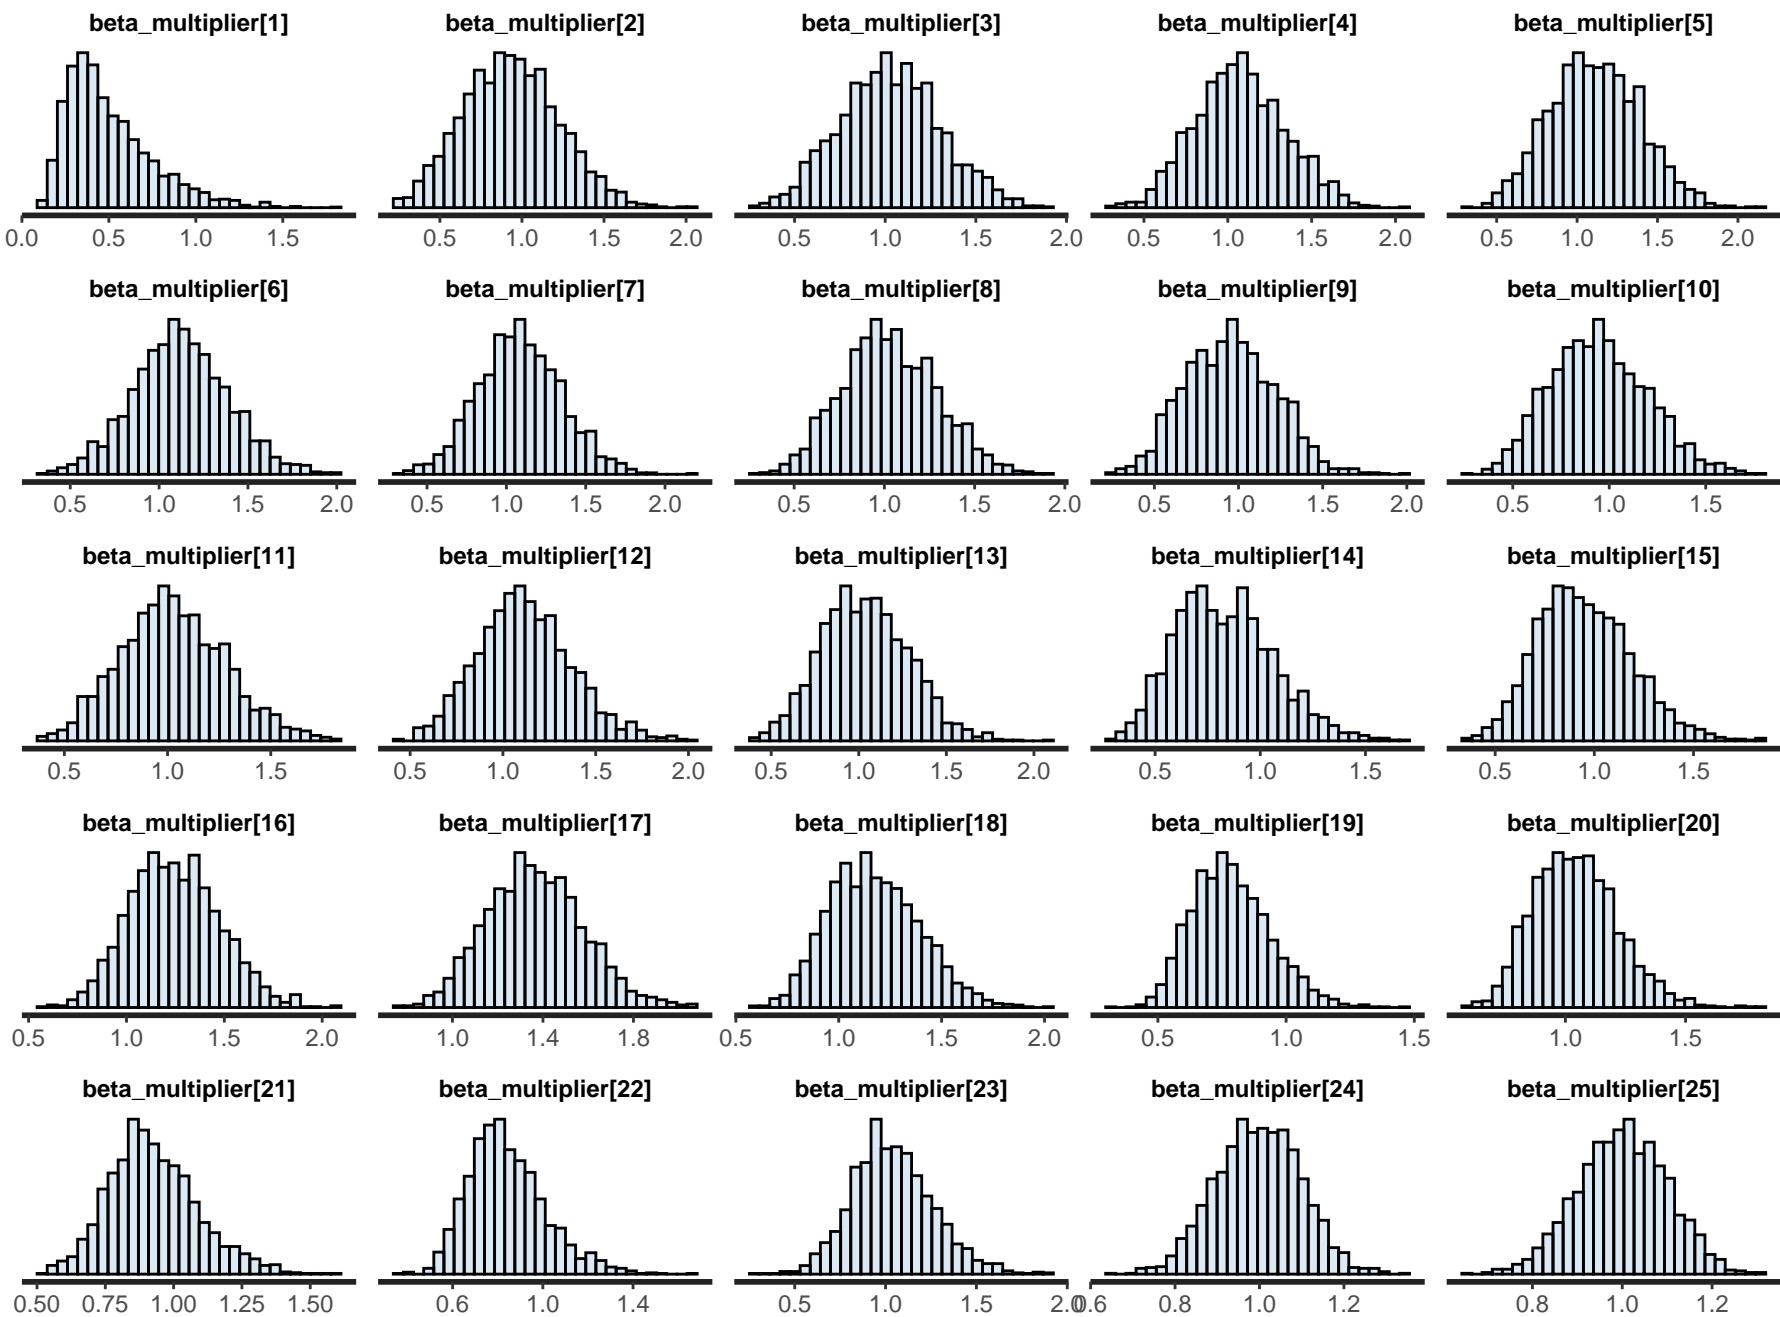 beta_multiplier[1] beta_multiplier[2] beta_multiplier[3] beta_multiplier[4] beta_multiplier[5]
0.0 0.5 1.0 1.5 0.5 1.0 1.5 2.0 0.5 1.0 1.5 2.0 0.5 1.0 1.5 2.0 0.5 1.0 1.5 2.0
beta_multiplier[6] beta_multiplier[7] beta_multiplier[8] beta_multiplier[9] beta_multiplier[10]
0.5 1.0 1.5 2.0 0.5 1.0 1.5 2.0 0.5 1.0 1.5 2.0 0.5 1.0 1.5 2.0 0.5 1.0 1.5
beta_multiplier[11] beta_multiplier[12] beta_multiplier[13] beta_multiplier[14] beta_multiplier[15]
0.5 1.0 1.5 0.5 1.0 1.5 2.0 0.5 1.0 1.5 2.0 0.5 1.0 1.5 0.5 1.0 1.5
beta_multiplier[16] beta_multiplier[17] beta_multiplier[18] beta_multiplier[19] beta_multiplier[20]
0.5 1.0 1.5 2.0 1.0 1.4 1.8 0.5 1.0 1.5 2.0 0.5 1.0 1.5 1.0 1.5
beta_multiplier[21] beta_multiplier[22] beta_multiplier[23] beta_multiplier[24] beta_multiplier[25]
0.50 0.75 1.00 1.25 1.50 0.6 1.0 1.4 0.5 1.0 1.5 2.0 0.6 0.8 1.0 1.2 0.8 1.0 1.2